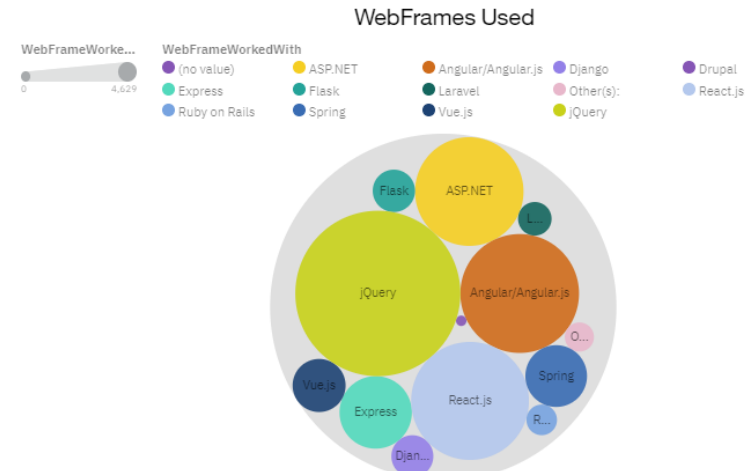 WebFrames Used
WebFrameWorke... WebFrameWorkedWith
(no value) ASP.NET Angular/Angular.js Django Drupal
Express Flask Laravel Other(s): React.js
Ruby on Rails Spring Vue.js jQuery
0 4,629
Flask ASP.NET
L...
jQuery Angular/Angular.js
O...
Vue.js Spring
React.js
Express R...
Djan...